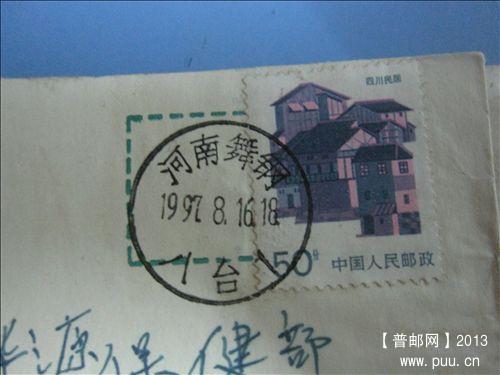 四川民居
河南舞钢
1997.8.16.18
台
50分
中国人民邮政
源保健部
【普邮网】2013
www.puu.cn